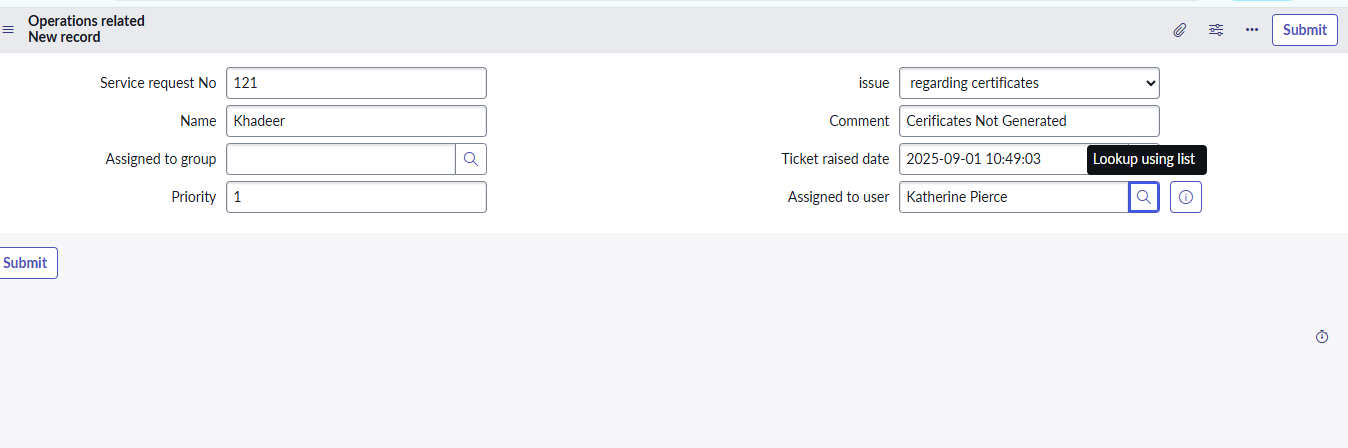 Operations related
New record
Submit
Service request No 121
issue regarding certificates
Name Khadeer
Comment Cerificates Not Generated
Assigned to group
Ticket raised date 2025-09-01 10:49:03
Lookup using list
Priority 1
Assigned to user Katherine Pierce
Submit